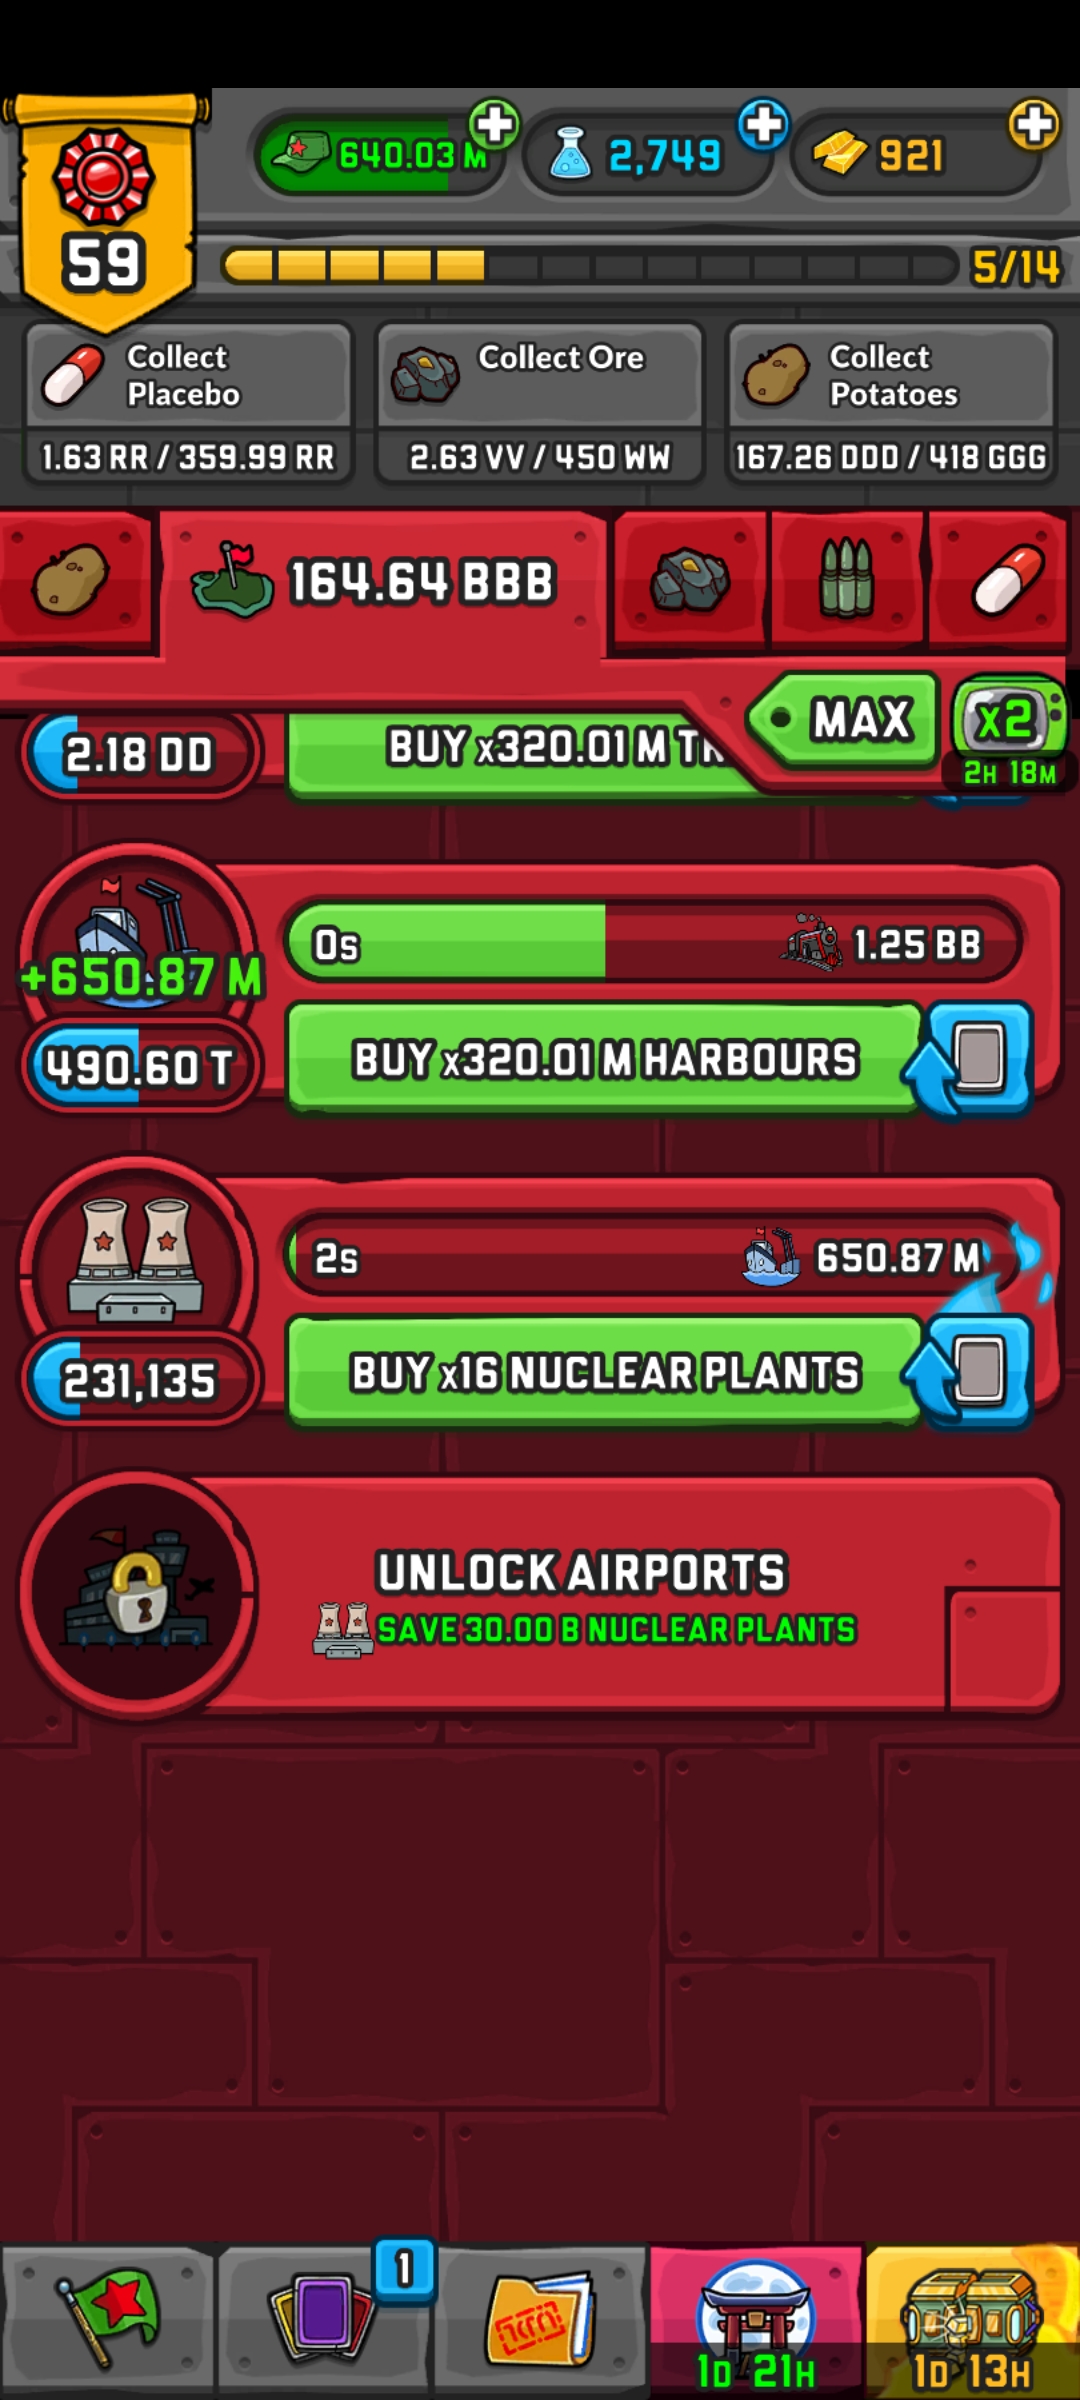 640.03 M
2,749
921
59
5/14
Collect
Placebo
1.63 RR / 359.99 RR
Collect Ore
2.63 VV / 450 WW
Collect
Potatoes
167.26 DDD / 418 GGG
164.64 BBB
MAX
x2
2H 18M
2.18 DD
BUY x320.01 M TR
+650.87 M
0s
1.25 BB
490.60 T
BUY x320.01 M HARBOURS
2s
650.87 M
231,135
BUY x16 NUCLEAR PLANTS
UNLOCK AIRPORTS
SAVE 30.00 B NUCLEAR PLANTS
1
1D 21H
1D 13H